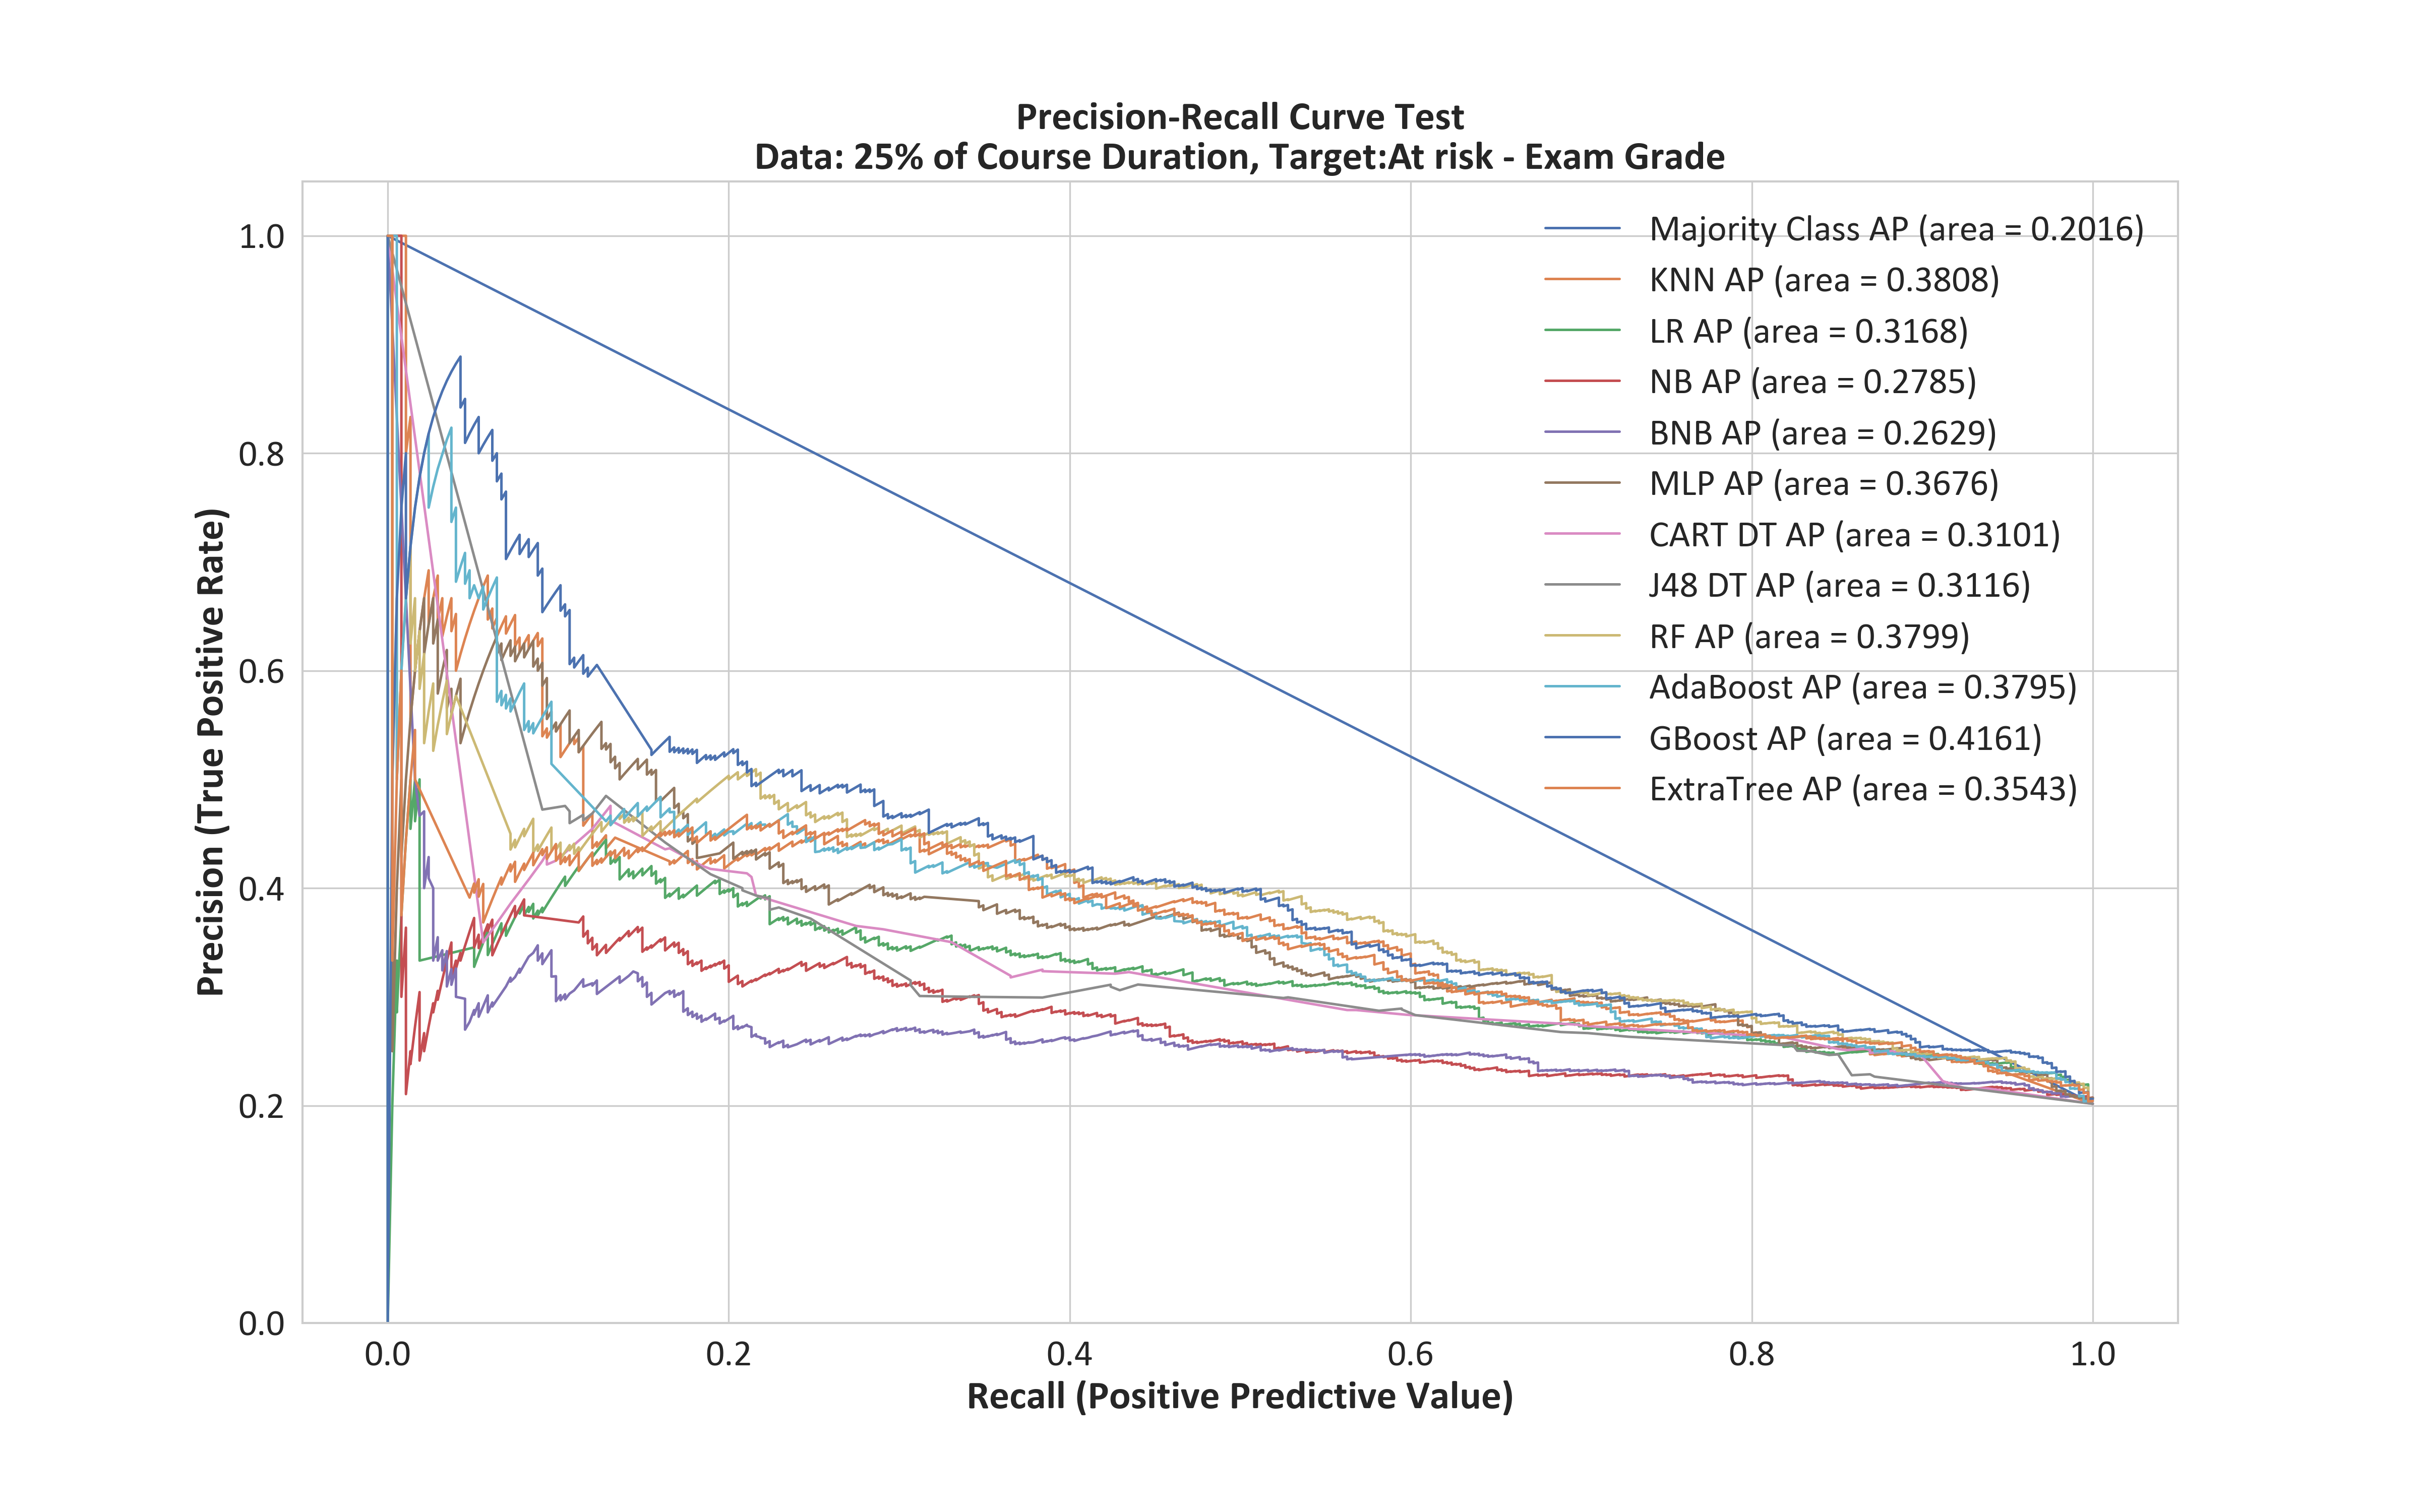 Precision-Recall Curve Test
Data: 25% of Course Duration, Target:At risk - Exam Grade
Majority Class AP (area = 0.2016)
KNN AP (area = 0.3808)
LR AP (area = 0.3168)
NB AP (area = 0.2785)
BNB AP (area = 0.2629)
MLP AP (area = 0.3676)
CART DT AP (area = 0.3101)
J48 DT AP (area = 0.3116)
RF AP (area = 0.3799)
AdaBoost AP (area = 0.3795)
GBoost AP (area = 0.4161)
ExtraTree AP (area = 0.3543)
Precision (True Positive Rate)
1.0
0.8
0.6
0.4
0.2
0.0
0.0 0.2 0.4 0.6 0.8 1.0
Recall (Positive Predictive Value)